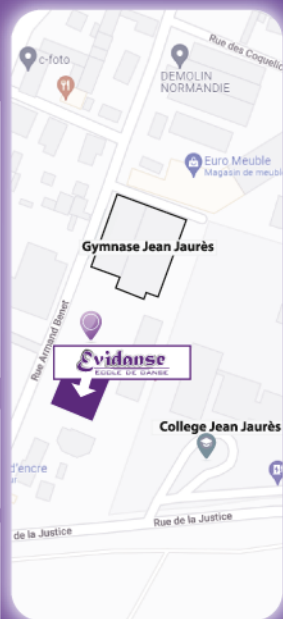 Rue des Coquelic
c-foto
DEMOLIN
NORMANDIE
Euro Meuble
Magasin de meubl
Gymnase Jean Jaurès
Rue Armand Benet
Evidanse
ECOLE DE DANSE
College Jean Jaurès
d'encre
ur
Rue de la Justice
de la Justice